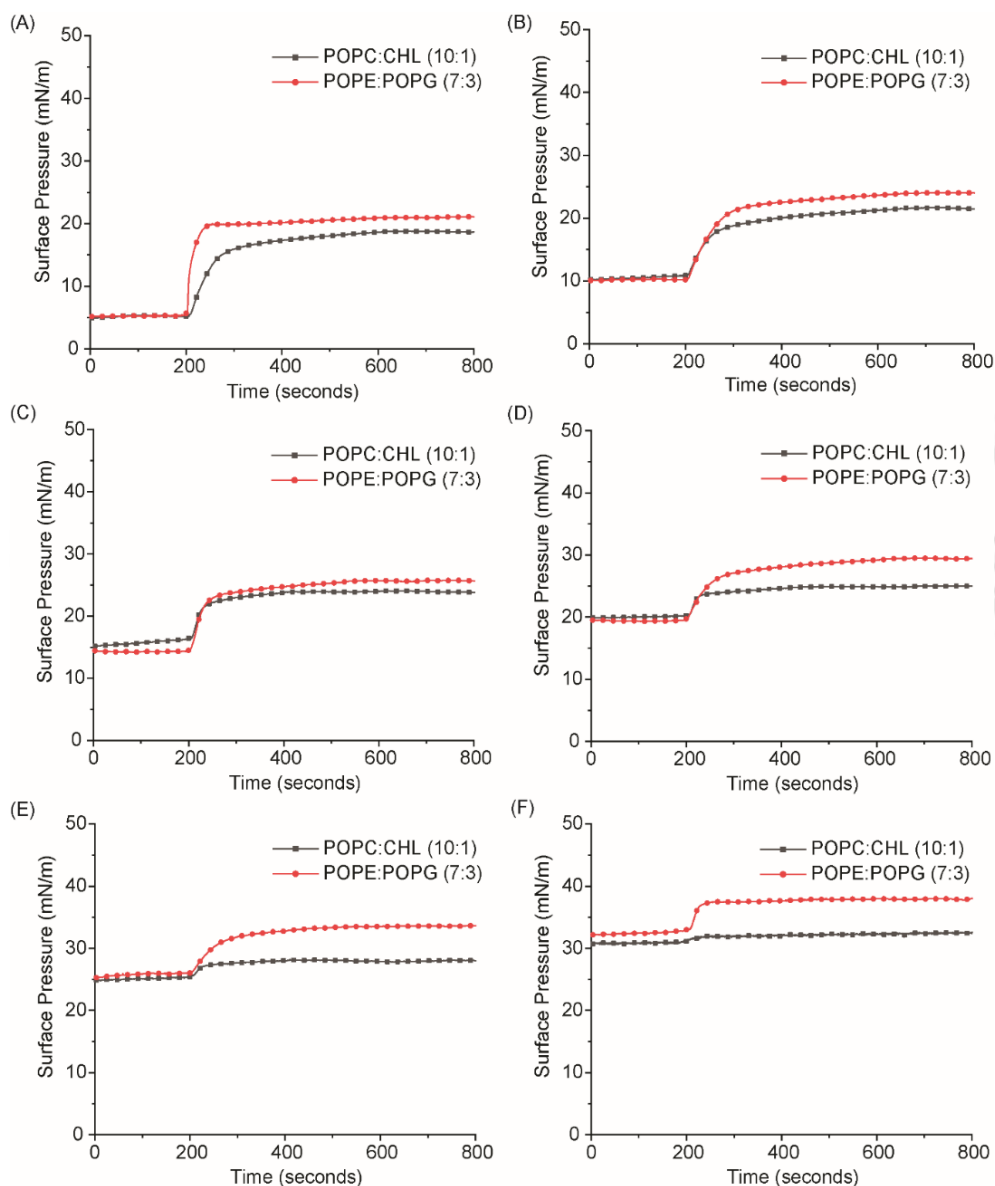 (A)
50
40
30
20
10
0
Surface Pressure (mN/m)
POPC:CHL (10:1)
POPE:POPG (7:3)
0 200 400 600 800
Time (seconds)
(B)
50
40
30
20
10
0
Surface Pressure (mN/m)
POPC:CHL (10:1)
POPE:POPG (7:3)
0 200 400 600 800
Time (seconds)
(C)
50
40
30
20
10
0
Surface Pressure (mN/m)
POPC:CHL (10:1)
POPE:POPG (7:3)
0 200 400 600 800
Time (seconds)
(D)
50
40
30
20
10
0
Surface Pressure (mN/m)
POPC:CHL (10:1)
POPE:POPG (7:3)
0 200 400 600 800
Time (seconds)
(E)
50
40
30
20
10
0
Surface Pressure (mN/m)
POPC:CHL (10:1)
POPE:POPG (7:3)
0 200 400 600 800
Time (seconds)
(F)
50
40
30
20
10
0
Surface Pressure (mN/m)
POPC:CHL (10:1)
POPE:POPG (7:3)
0 200 400 600 800
Time (seconds)